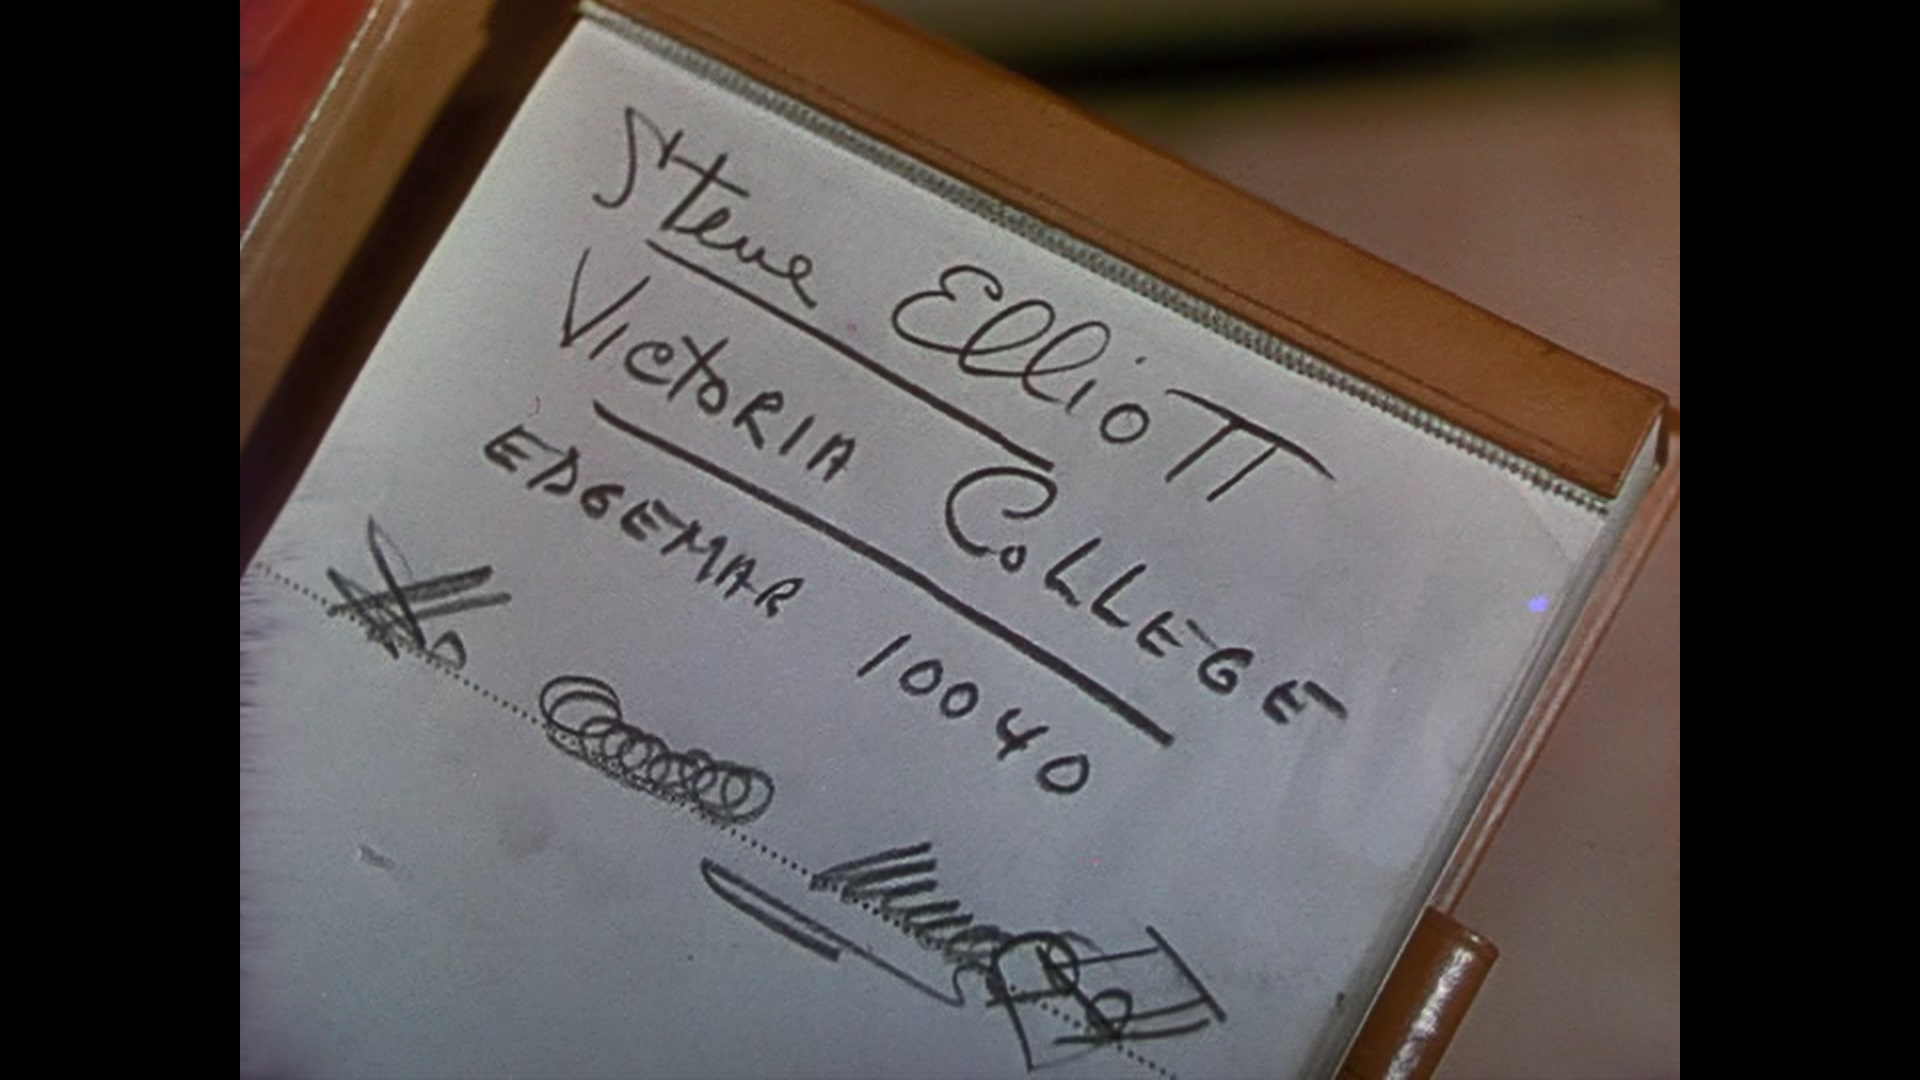 Steve Elliott
VICTORIA COLLEGE
EDGEMAR 10040